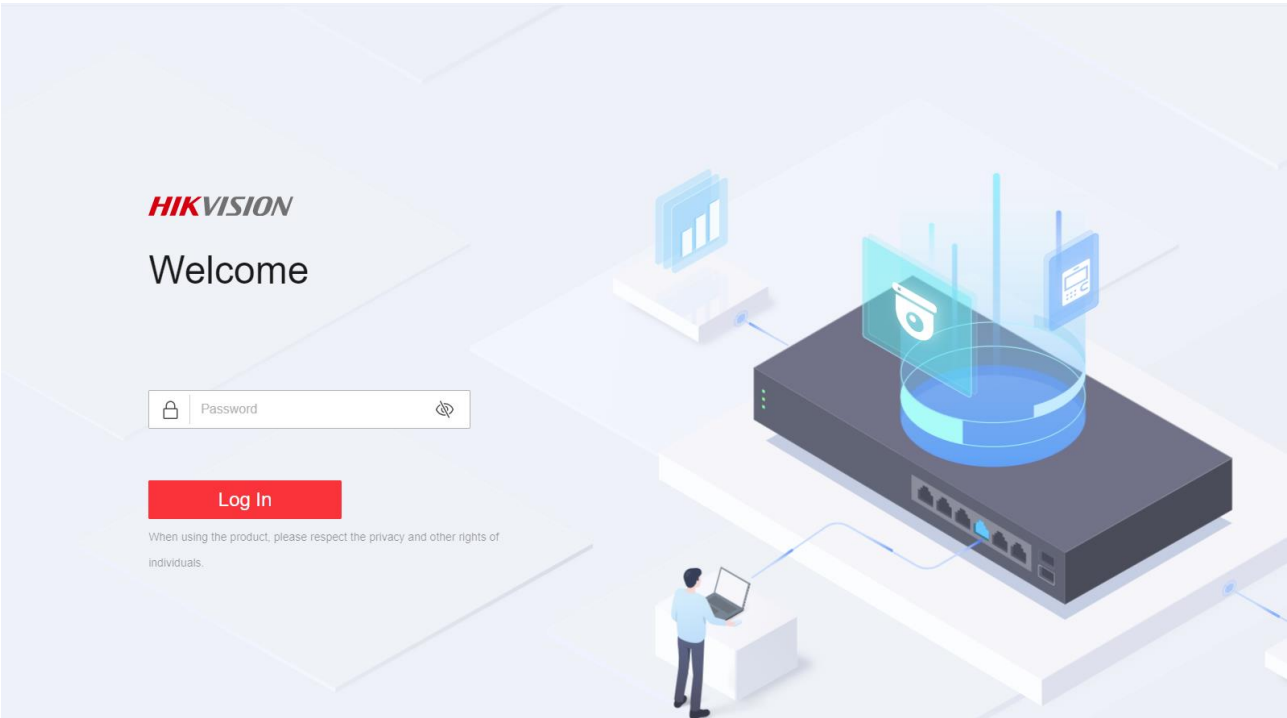 HIKVISION
Welcome
Password
Log In
When using the product, please respect the privacy and other rights of
individuals.